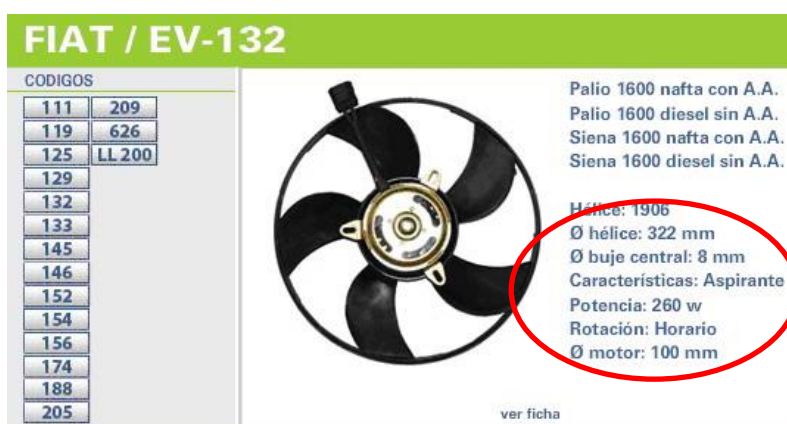 FIAT / EV-132
CODIGOS
111 209
119 626
125 LL 200
129
132
133
145
146
152
154
156
174
188
205
Palio 1600 nafta con A.A.
Palio 1600 diesel sin A.A.
Siena 1600 nafta con A.A.
Siena 1600 diesel sin A.A.
Hélice: 1906
Ø hélice: 322 mm
Ø buje central: 8 mm
Características: Aspirante
Potencia: 260 w
Rotación: Horario
Ø motor: 100 mm
ver ficha